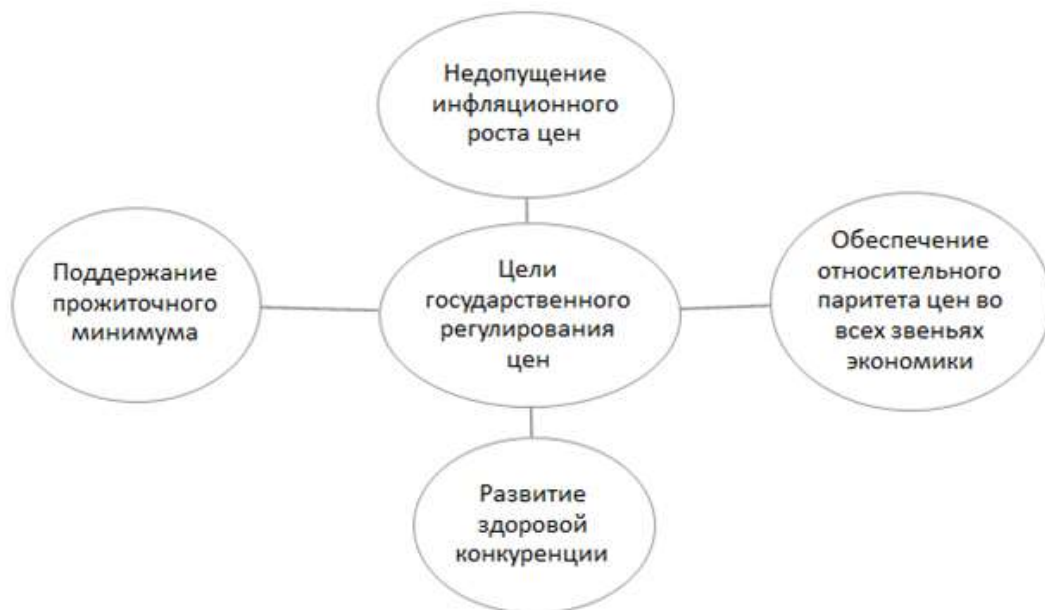 Недопущение
инфляционного
роста цен
Поддержание
прожиточного
минимума
Цели
государственного
регулирования
цен
Обеспечение
относительного
паритета цен во
всех звеньях
экономики
Развитие
здоровой
конкуренции